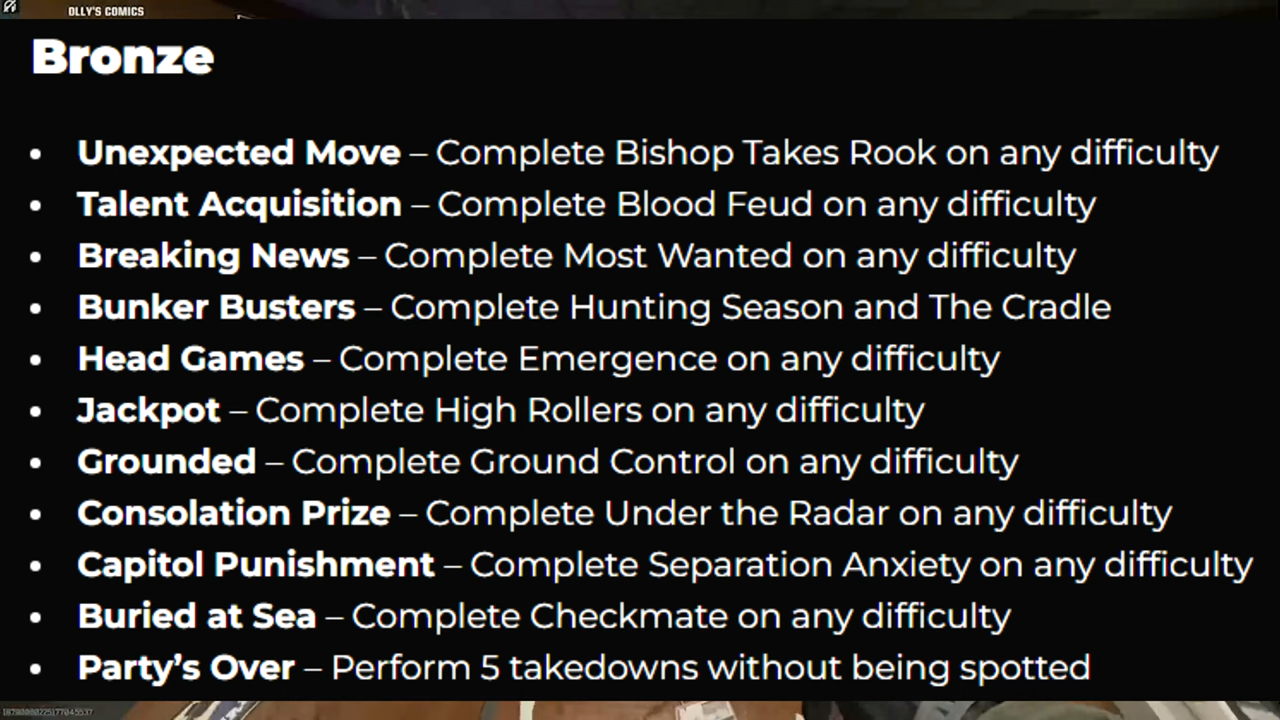 OLLY'S COMICS
Bronze
• Unexpected Move – Complete Bishop Takes Rook on any difficulty
• Talent Acquisition – Complete Blood Feud on any difficulty
• Breaking News – Complete Most Wanted on any difficulty
• Bunker Busters – Complete Hunting Season and The Cradle
• Head Games – Complete Emergence on any difficulty
• Jackpot – Complete High Rollers on any difficulty
• Grounded – Complete Ground Control on any difficulty
• Consolation Prize – Complete Under the Radar on any difficulty
• Capitol Punishment – Complete Separation Anxiety on any difficulty
• Buried at Sea – Complete Checkmate on any difficulty
• Party’s Over – Perform 5 takedowns without being spotted